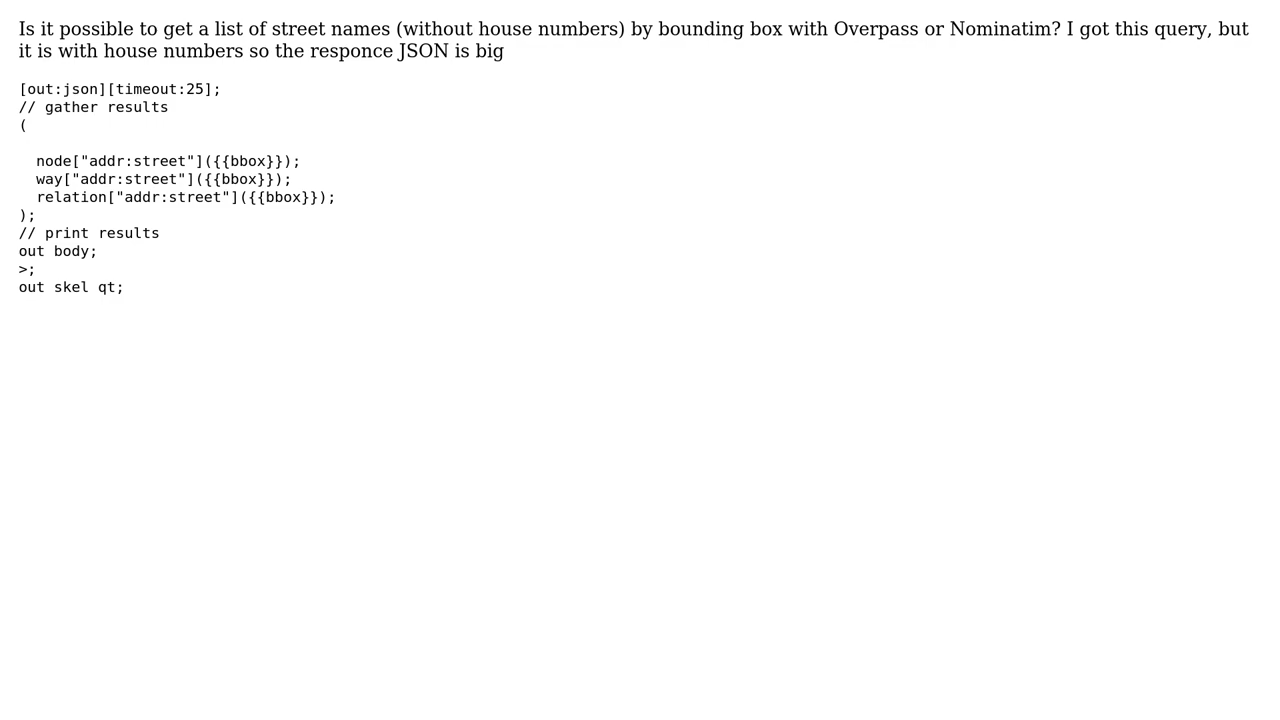 Is it possible to get a list of street names (without house numbers) by bounding box with Overpass or Nominatim? I got this query, but
it is with house numbers so the responce JSON is big
[out:json][timeout:25];
// gather results
(
  node["addr:street"]({{bbox}});
  way["addr:street"]({{bbox}});
  relation["addr:street"]({{bbox}});
);
// print results
out body;
>;
out skel qt;